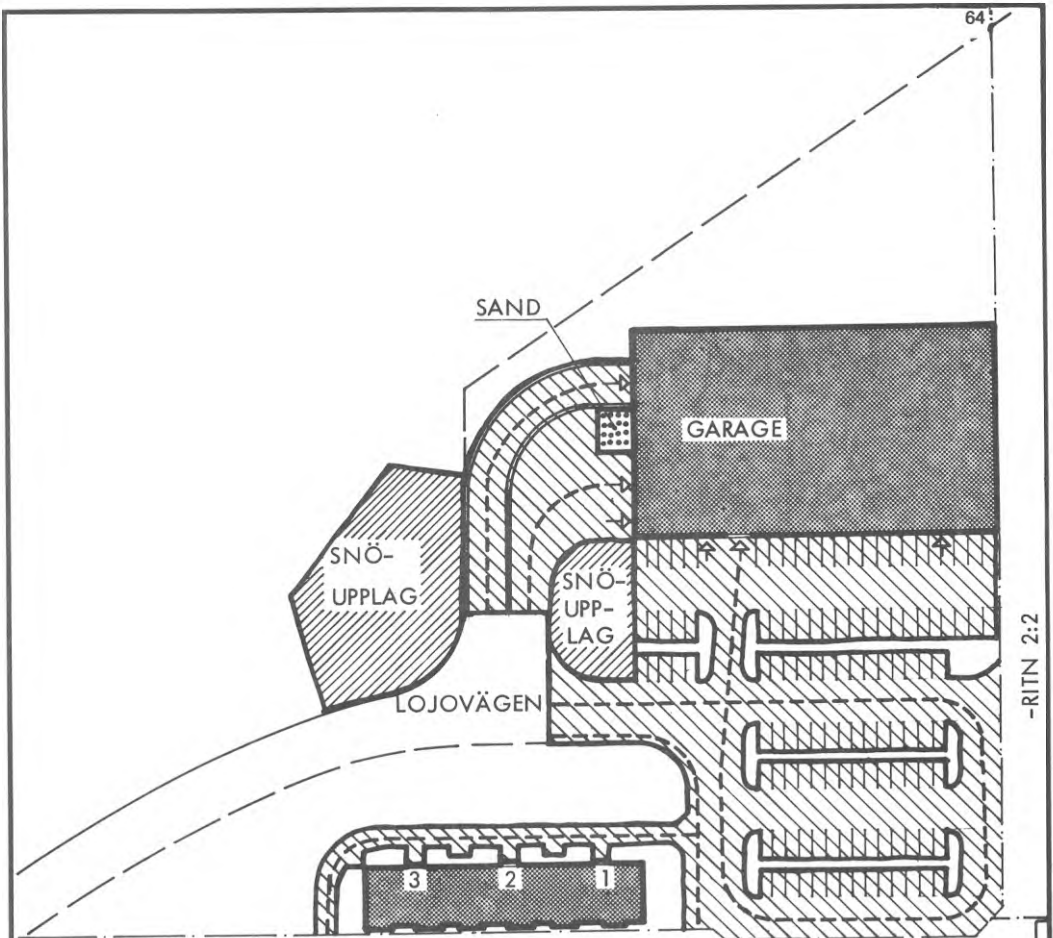 64
SAND
GARAGE
SNÖ-
UPPLAG
SNÖ-
UPP-
LAG
-RITN 2:2
LOJOVÄGEN
3 2 1